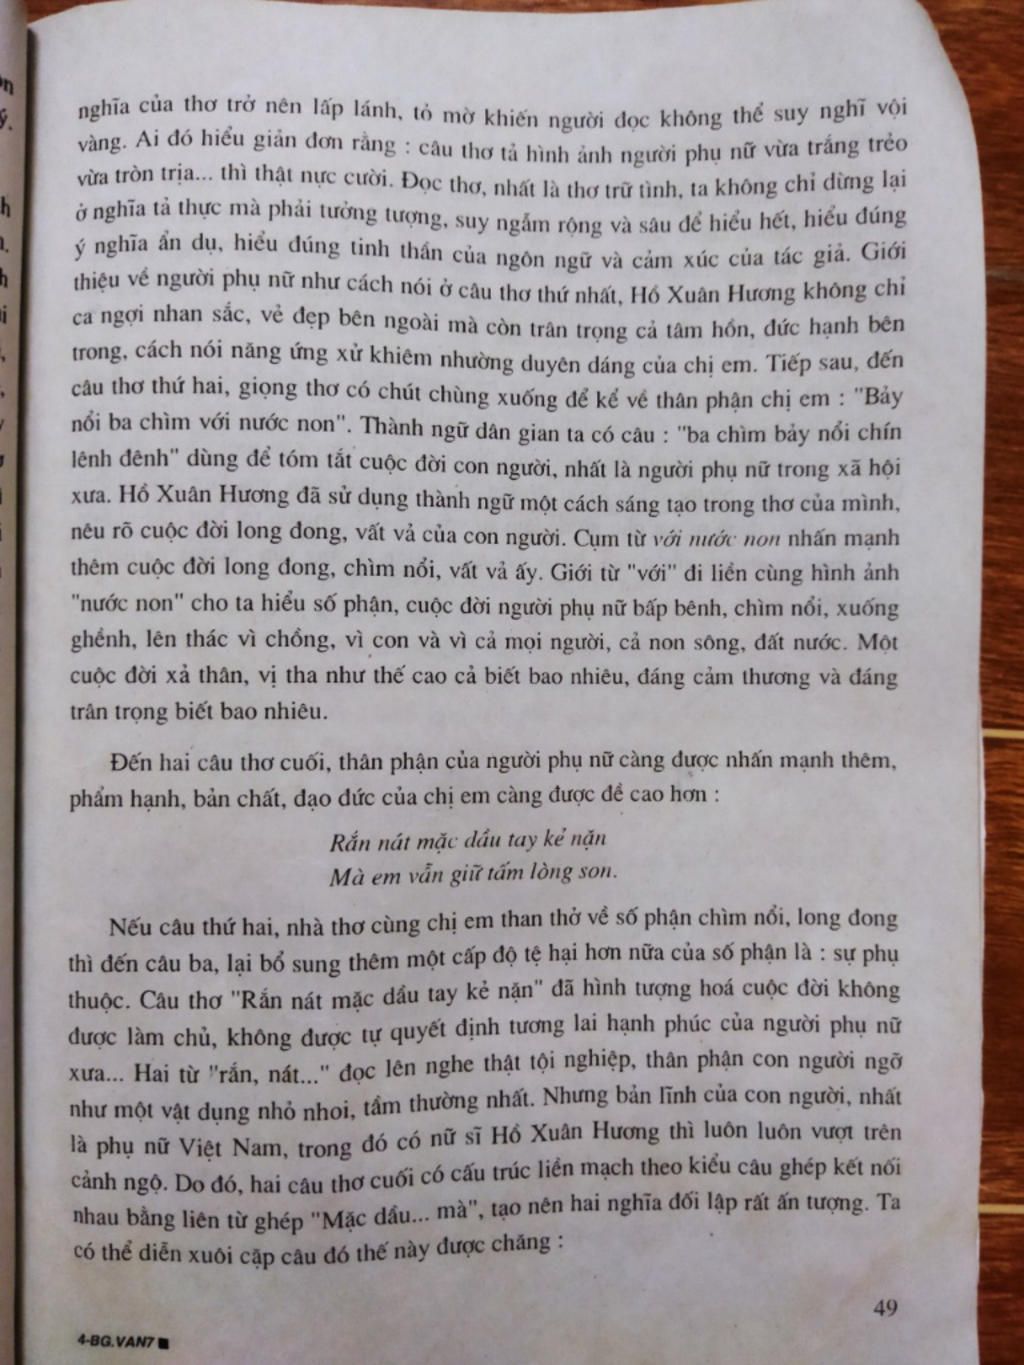 nghĩa của thơ trở nên lấp lánh, tỏ mờ khiến người đọc không thể suy nghĩ vội
vàng. Ai đó hiểu giản đơn rằng : câu thơ tả hình ảnh người phụ nữ vừa trắng trẻo
vừa tròn trịa... thì thật nực cười. Đọc thơ, nhất là thơ trữ tình, ta không chỉ dừng lại
ở nghĩa tả thực mà phải tưởng tượng, suy ngẫm rộng và sâu để hiểu hết, hiểu đúng
ý nghĩa ẩn dụ, hiểu đúng tinh thần của ngôn ngữ và cảm xúc của tác giả. Giới
thiệu về người phụ nữ như cách nói ở câu thơ thứ nhất, Hồ Xuân Hương không chỉ
ca ngợi nhan sắc, vẻ đẹp bên ngoài mà còn trân trọng cả tâm hồn, đức hạnh bên
trong, cách nói năng ứng xử khiêm nhường duyên dáng của chị em. Tiếp sau, đến
câu thơ thứ hai, giọng thơ có chút chùng xuống để kể về thân phận chị em : "Bảy
nổi ba chìm với nước non". Thành ngữ dân gian ta có câu : "ba chìm bảy nổi chín
lênh đênh" dùng để tóm tắt cuộc đời con người, nhất là người phụ nữ trong xã hội
xưa. Hồ Xuân Hương đã sử dụng thành ngữ một cách sáng tạo trong thơ của mình,
nêu rõ cuộc đời long đong, vất vả của con người. Cụm từ với nước non nhấn mạnh
thêm cuộc đời long đong, chìm nổi, vất vả ấy. Giới từ "với" đi liền cùng hình ảnh
"nước non" cho ta hiểu số phận, cuộc đời người phụ nữ bấp bênh, chìm nổi, xuống
ghềnh, lên thác vì chồng, vì con và vì cả mọi người, cả non sông, đất nước. Một
cuộc đời xả thân, vị tha như thế cao cả biết bao nhiêu, đáng cảm thương và đáng
trân trọng biết bao nhiêu.
Đến hai câu thơ cuối, thân phận của người phụ nữ càng được nhấn mạnh thêm,
phẩm hạnh, bản chất, đạo đức của chị em càng được đề cao hơn :
Rắn nát mặc dầu tay kẻ nặn
Mà em vẫn giữ tấm lòng son.
Nếu câu thứ hai, nhà thơ cùng chị em than thở về số phận chìm nổi, long đong
thì đến câu ba, lại bổ sung thêm một cấp độ tệ hại hơn nữa của số phận là : sự phụ
thuộc. Câu thơ "Rắn nát mặc dầu tay kẻ nặn" đã hình tượng hoá cuộc đời không
được làm chủ, không được tự quyết định tương lai hạnh phúc của người phụ nữ
xưa... Hai từ "rắn, nát..." đọc lên nghe thật tội nghiệp, thân phận con người ngỡ
như một vật dụng nhỏ nhoi, tầm thường nhất. Nhưng bản lĩnh của con người, nhất
là phụ nữ Việt Nam, trong đó có nữ sĩ Hồ Xuân Hương thì luôn luôn vượt trên
cảnh ngộ. Do đó, hai câu thơ cuối có cấu trúc liền mạch theo kiểu câu ghép kết nối
nhau bằng liên từ ghép "Mặc dầu... mà", tạo nên hai nghĩa đối lập rất ấn tượng. Ta
có thể diễn xuôi cặp câu đó thế này được chăng :
49
4-BG.VAN7